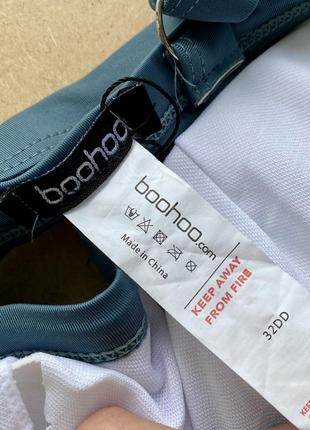 boohoo
boohoo.com
Made in China
KEEP AWAY
FROM FIRE
32DD